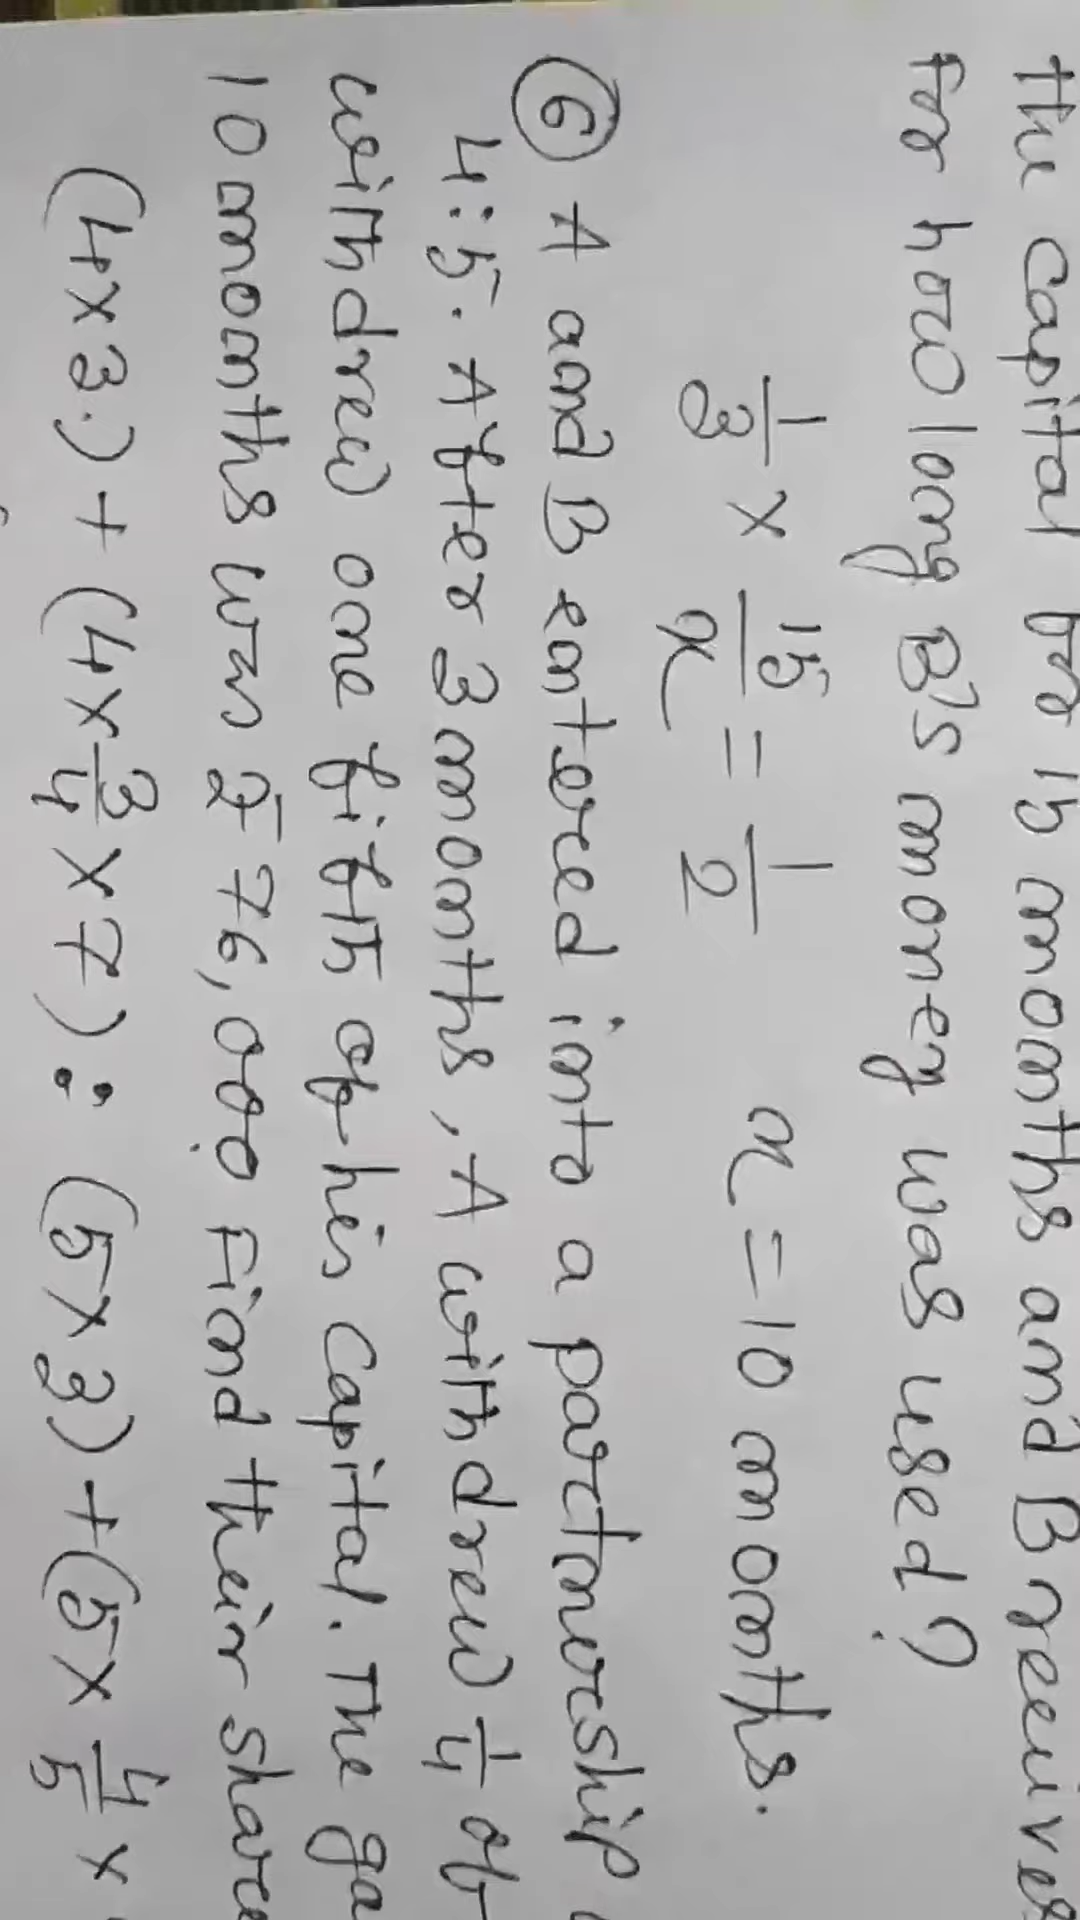 the capital for 15 months and B receives
for how long B's money was used?
1/3 × 15/x = 1/2 x = 10 months.
⑥ A and B entered into a partnership
4:5. After 3 months, A withdrew 1/4 of
withdrew one fifth of his capital. The ga
10 months was ₹ 76,000 Find their share
(4×3.) + (4×3/4×7) : (5×3)+(5×4/5×